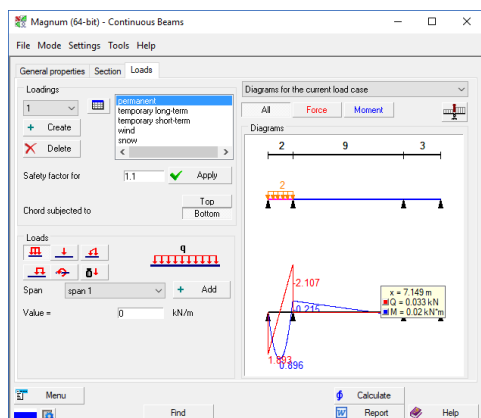 Magnum (64-bit) - Continuous Beams
File Mode Settings Tools Help
General properties Section Loads
Loadings
1
Create
Delete
permanent
temporary long-term
temporary short-term
wind
snow
Safety factor for 1.1 Apply
Chord subjected to Top
Bottom
Loads
q
Span span 1 Add
Value = 0 kN/m
Diagrams for the current load case
All Force Moment
Diagrams
2 9 3
2
-2.107
-0.215
1.893
0.896
x = 7.149 m
Q = 0.033 kN
M = 0.02 kN*m
Menu Calculate
Find Report Help